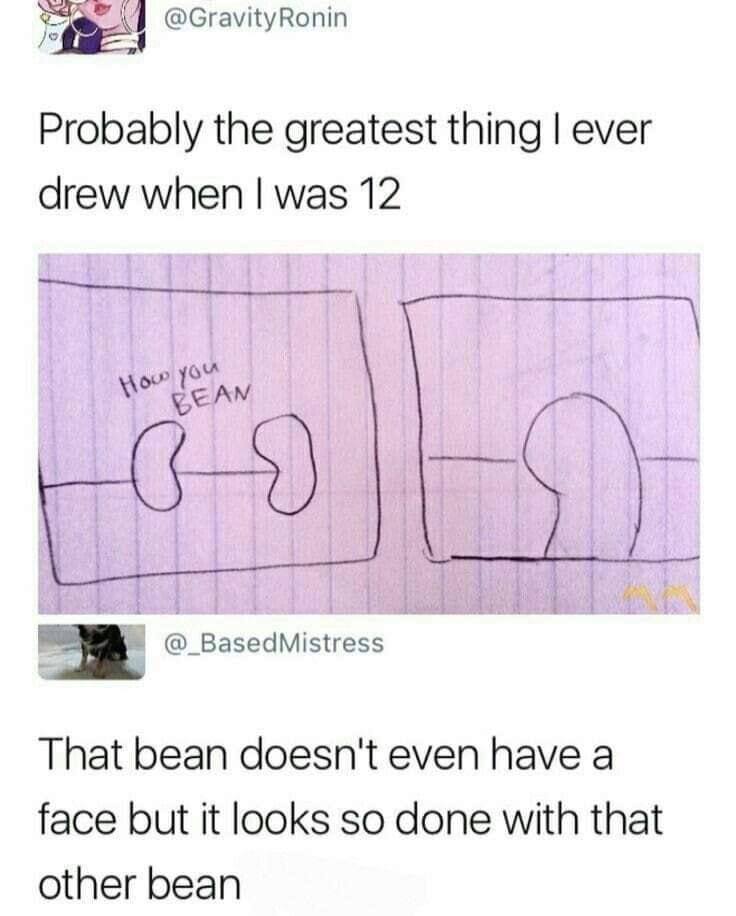 @GravityRonin
Probably the greatest thing I ever
drew when I was 12
How you
BEAN
@_BasedMistress
That bean doesn't even have a
face but it looks so done with that
other bean